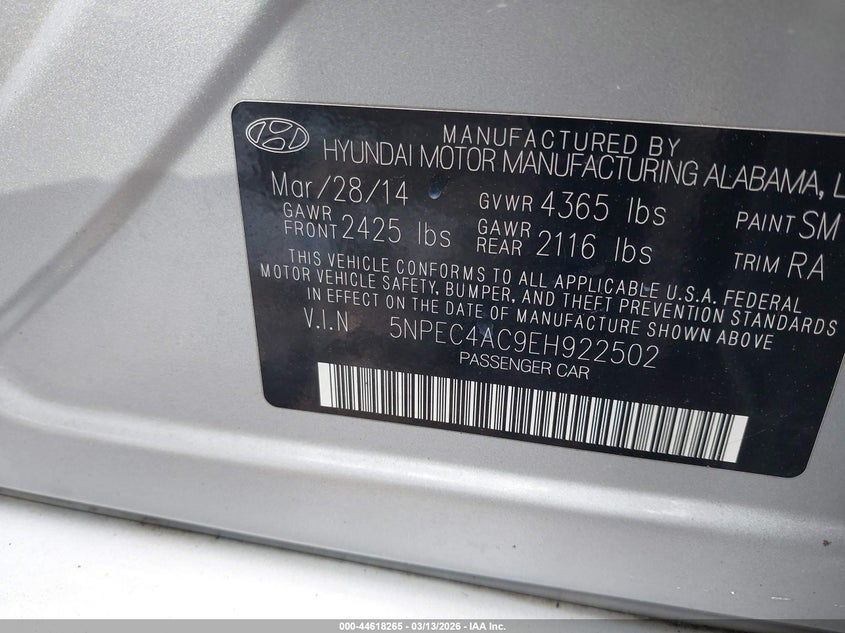 MANUFACTURED BY
HYUNDAI MOTOR MANUFACTURING ALABAMA, L
Mar/28/14 GVWR 4365 lbs PAINT SM
GAWR FRONT 2425 lbs GAWR REAR 2116 lbs TRIM RA
THIS VEHICLE CONFORMS TO ALL APPLICABLE U.S.A. FEDERAL
MOTOR VEHICLE SAFETY, BUMPER, AND THEFT PREVENTION STANDARDS
IN EFFECT ON THE DATE OF MANUFACTURE SHOWN ABOVE
V.I.N 5NPEC4AC9EH922502
PASSENGER CAR
000-44618265 - 03/13/2026 - IAA Inc.